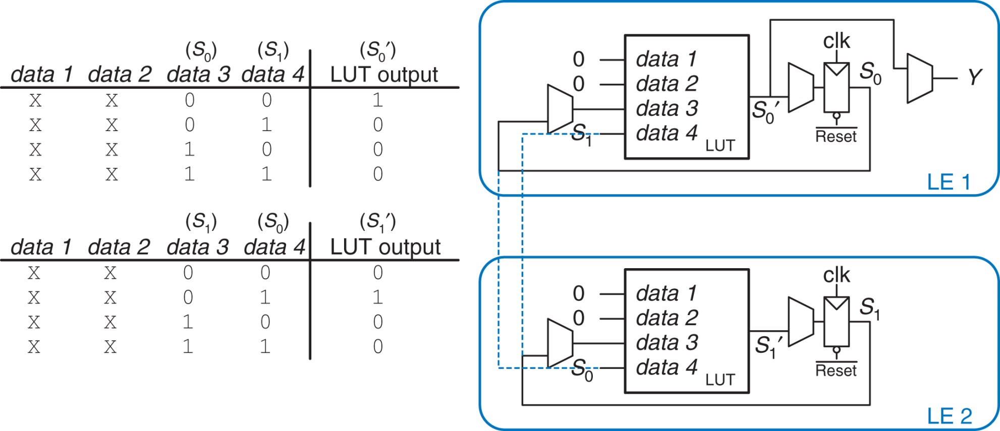 (S₀) (S₁) (S₀′)
data 1 data 2 data 3 data 4 LUT output
X X 0 0 1
X X 0 1 0
X X 1 0 0
X X 1 1 0
(S₁) (S₀) (S₁′)
data 1 data 2 data 3 data 4 LUT output
X X 0 0 0
X X 0 1 1
X X 1 0 0
X X 1 1 0
clk
0 data 1
S₀ Y
0 data 2
data 3
S₀′
S₁ data 4
LUT
Reset
LE 1
clk
0 data 1
S₁
0 data 2
data 3
S₁′
S₀ data 4
LUT
Reset
LE 2